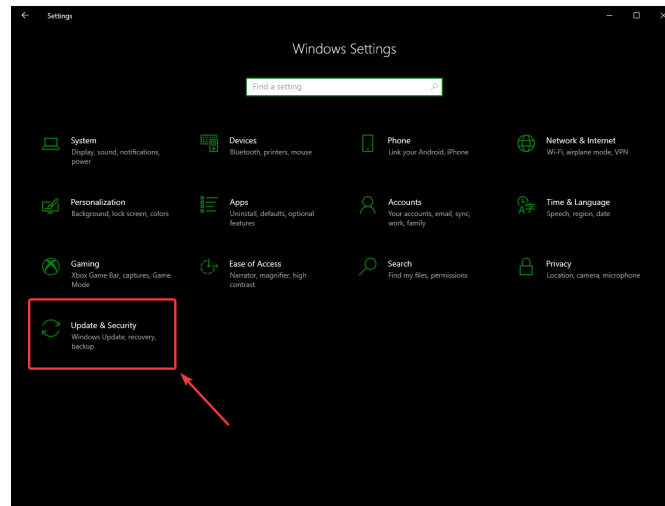 Settings
Windows Settings
Find a setting
System
Display, sound, notifications,
power
Devices
Bluetooth, printers, mouse
Phone
Link your Android, iPhone
Network & Internet
Wi-Fi, airplane mode, VPN
Personalization
Background, lock screen, colors
Apps
Uninstall, defaults, optional
features
Accounts
Your accounts, email, sync,
work, family
Time & Language
Speech, region, date
Gaming
Xbox Game Bar, captures, Game
Mode
Ease of Access
Narrator, magnifier, high
contrast
Search
Find my files, permissions
Privacy
Location, camera, microphone
Update & Security
Windows Update, recovery,
backup